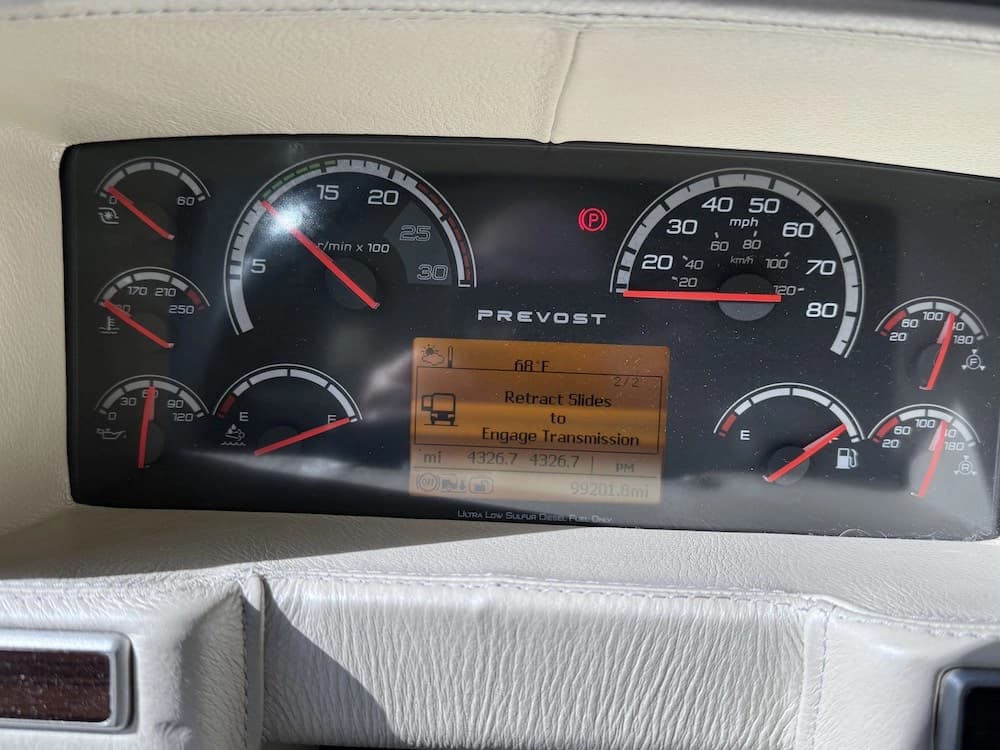 0 60
5 15 20 25 30
r/min x 100
P
20 30 40 50 60 70 80
mph
20 40 60 80 100 120
km/h
170 210 250
0 30 60 90 120
E F
PREVOST
68°F
2/2
Retract Slides
to
Engage Transmission
mi 4326.7 4326.7 PM
99201.8mi
E
20 60 100 180
F
20 60 100 180
R
ULTRA LOW SULFUR DIESEL FUEL ONLY